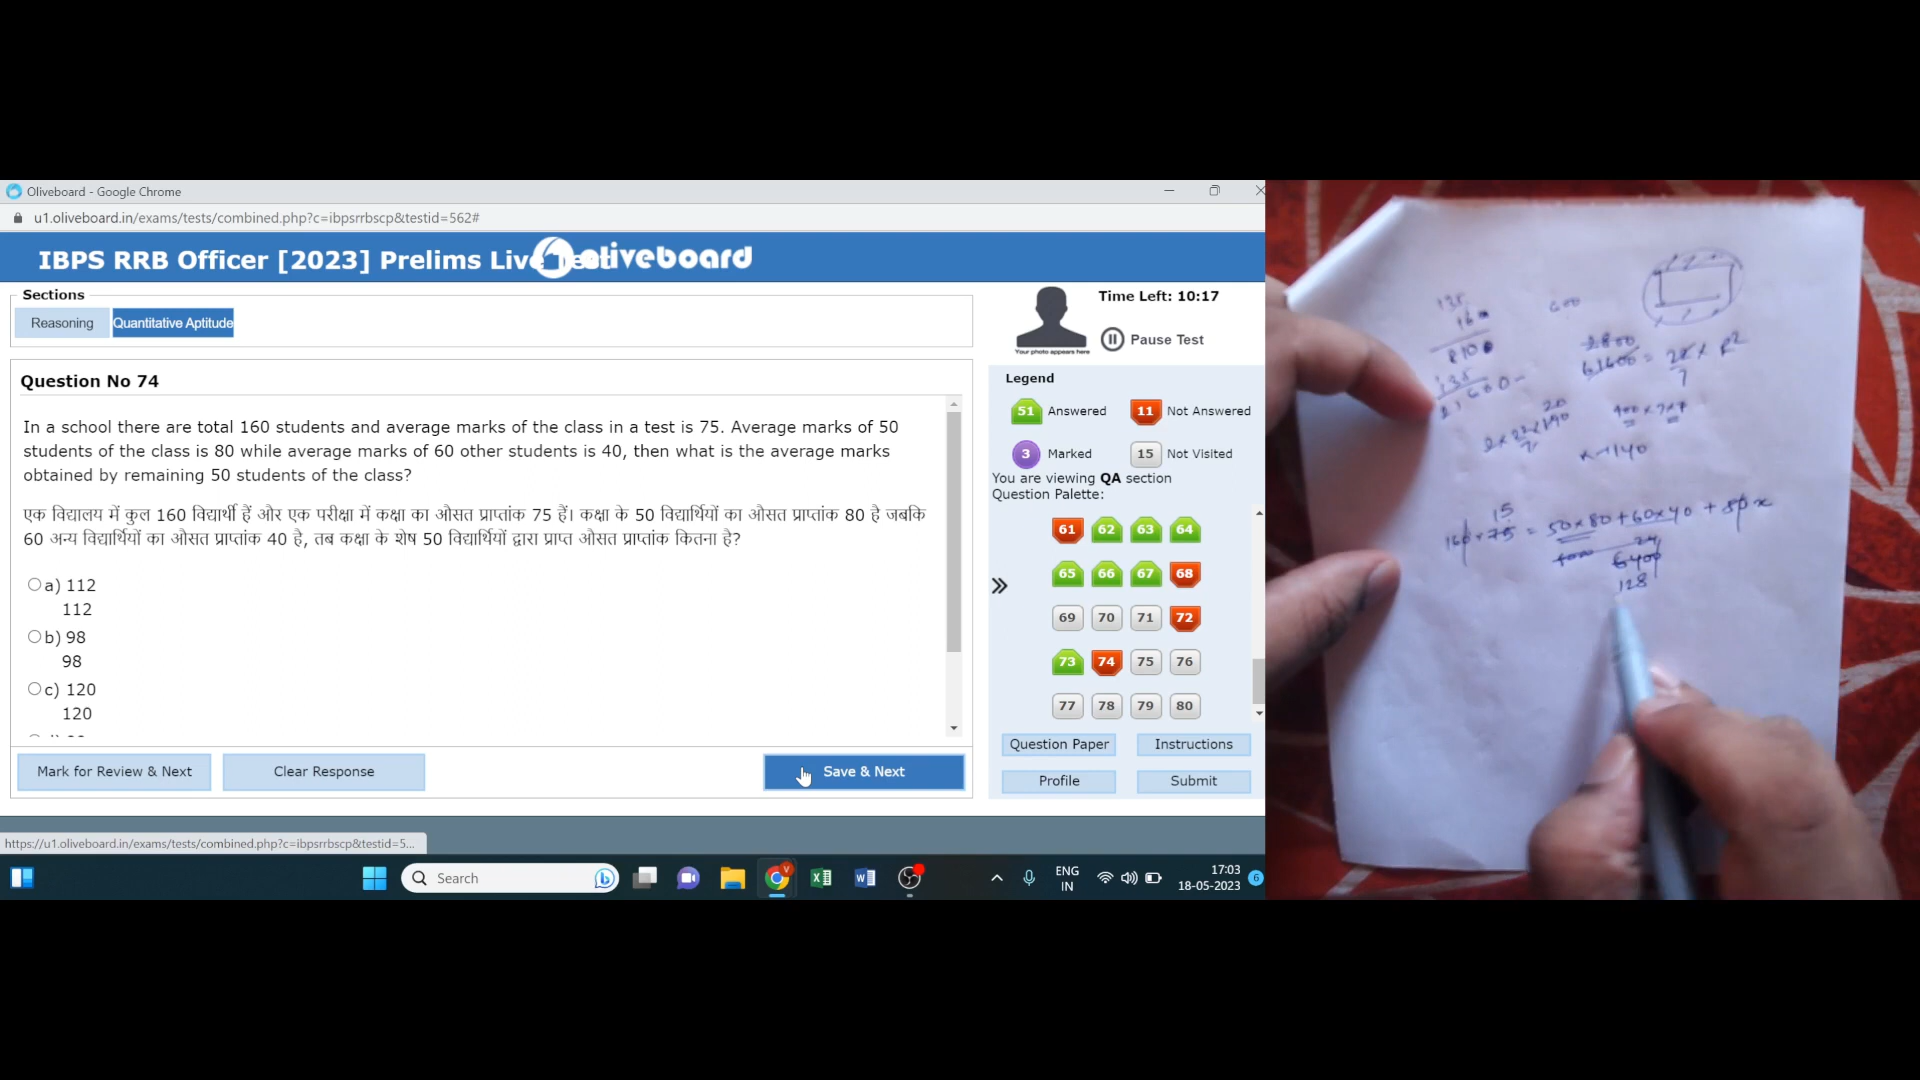 Oliveboard - Google Chrome
u1.oliveboard.in/exams/tests/combined.php?c=ibpsrrbscp&testid=562#
IBPS RRB Officer [2023] Prelims Live
oliveboard
Sections
Reasoning
Quantitative Aptitude
Question No 74
In a school there are total 160 students and average marks of the class in a test is 75. Average marks of 50
students of the class is 80 while average marks of 60 other students is 40, then what is the average marks
obtained by remaining 50 students of the class?
एक विद्यालय में कुल 160 विद्यार्थी हैं और एक परीक्षा में कक्षा का औसत प्राप्तांक 75 हैं। कक्षा के 50 विद्यार्थियों का औसत प्राप्तांक 80 है जबकि
60 अन्य विद्यार्थियों का औसत प्राप्तांक 40 है, तब कक्षा के शेष 50 विद्यार्थियों द्वारा प्राप्त औसत प्राप्तांक कितना है?
a) 112
112
b) 98
98
c) 120
120
Mark for Review & Next
Clear Response
Save & Next
Your photo appears here
Time Left: 10:17
Pause Test
Legend
51 Answered
11 Not Answered
3 Marked
15 Not Visited
You are viewing QA section
Question Palette:
61 62 63 64
65 66 67 68
69 70 71 72
73 74 75 76
77 78 79 80
Question Paper
Instructions
Profile
Submit
https://u1.oliveboard.in/exams/tests/combined.php?c=ibpsrrbscp&testid=5...
Search
ENG
IN
17:03
18-05-2023
6
600
2800
15
160 × 75 = 50×80 + 60×40 + 50x
24
6400
128